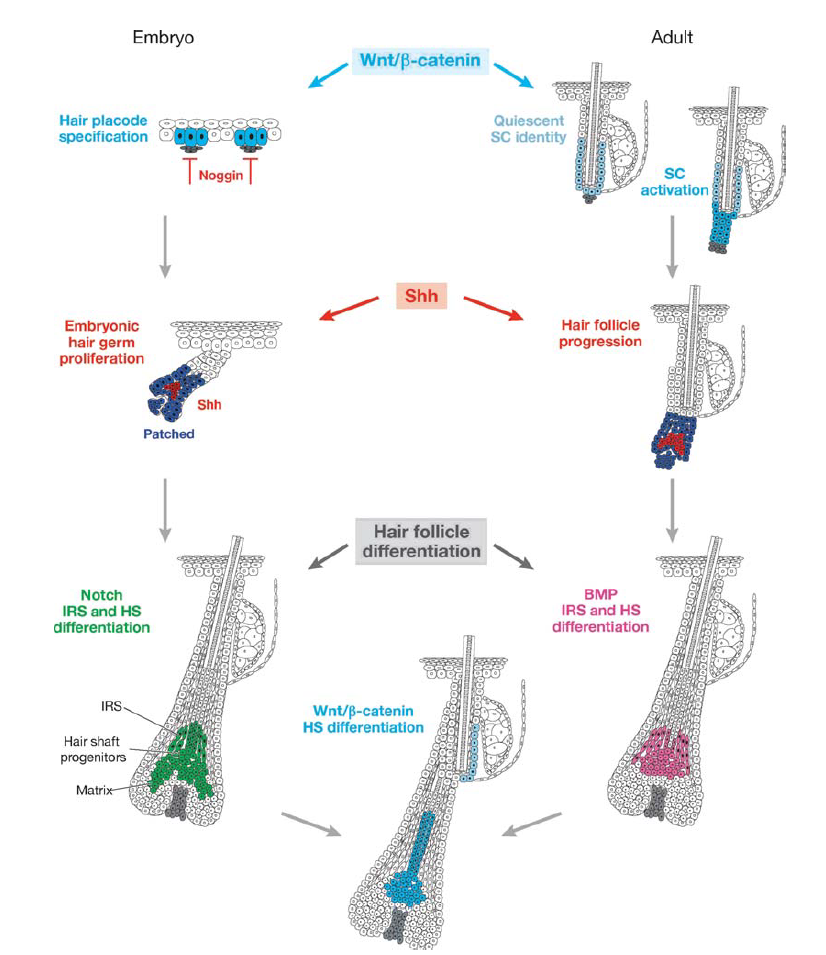 Embryo
Adult
Wnt/β-catenin
Hair placode
specification
Noggin
Quiescent
SC identity
SC
activation
Shh
Embryonic
hair germ
proliferation
Shh
Patched
Hair follicle
progression
Hair follicle
differentiation
Notch
IRS and HS
differentiation
BMP
IRS and HS
differentiation
IRS
Hair shaft
progenitors
Matrix
Wnt/β-catenin
HS differentiation